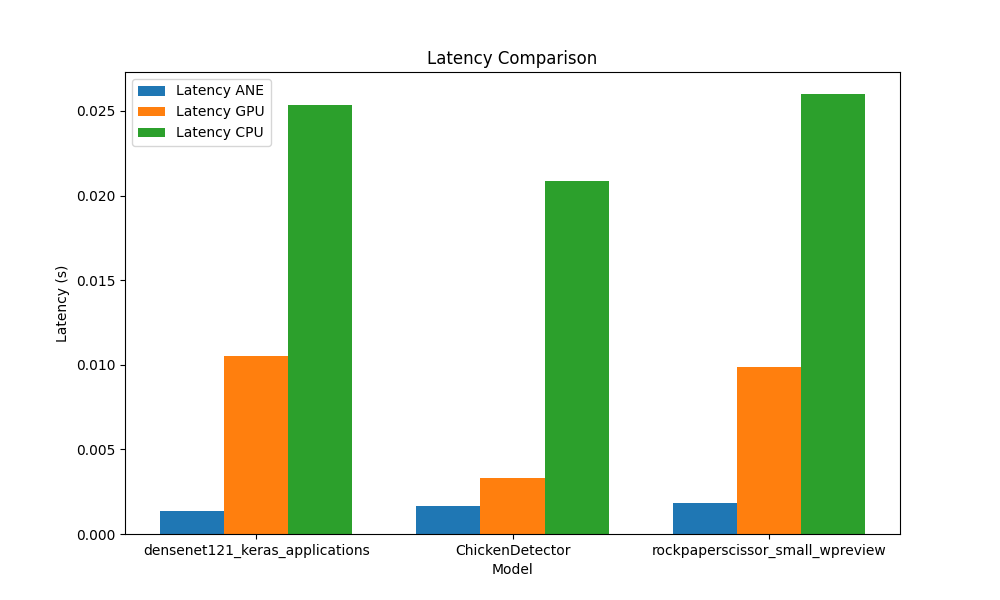 Latency Comparison
Latency ANE
Latency GPU
Latency CPU
0.025
0.020
0.015
0.010
0.005
0.000
Latency (s)
densenet121_keras_applications
ChickenDetector
rockpaperscissor_small_wpreview
Model